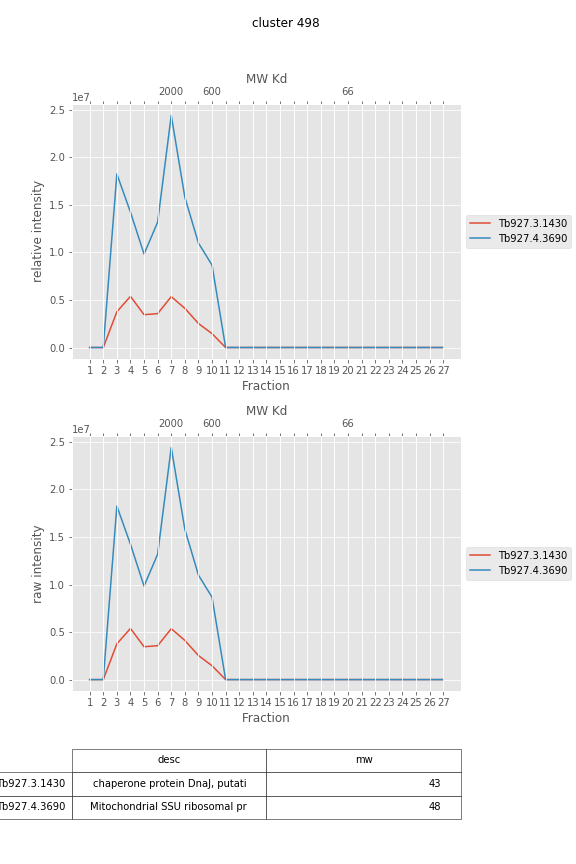 cluster 498
MW Kd
1e7 2000 600 66
2.5
2.0
1.5
1.0
0.5
0.0
relative intensity
1 2 3 4 5 6 7 8 9 10 11 12 13 14 15 16 17 18 19 20 21 22 23 24 25 26 27
Fraction
Tb927.3.1430
Tb927.4.3690
MW Kd
1e7 2000 600 66
2.5
2.0
1.5
1.0
0.5
0.0
raw intensity
1 2 3 4 5 6 7 8 9 10 11 12 13 14 15 16 17 18 19 20 21 22 23 24 25 26 27
Fraction
Tb927.3.1430
Tb927.4.3690
desc mw
Tb927.3.1430 chaperone protein DnaJ, putati 43
Tb927.4.3690 Mitochondrial SSU ribosomal pr 48